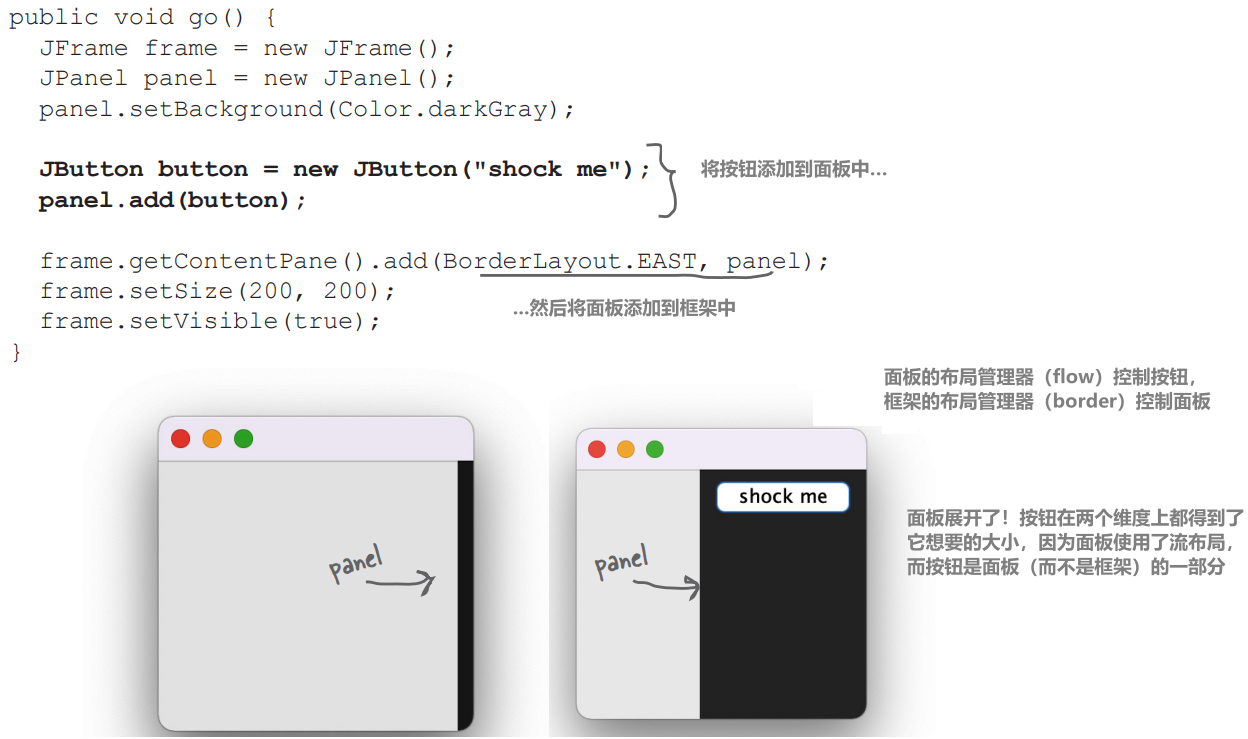 public void go() {
JFrame frame = new JFrame();
JPanel panel = new JPanel();
panel.setBackground(Color.darkGray);
JButton button = new JButton("shock me");
panel.add(button);
将按钮添加到面板中...
frame.getContentPane().add(BorderLayout.EAST, panel);
frame.setSize(200, 200);
frame.setVisible(true);
...然后将面板添加到框架中
}
面板的布局管理器（flow）控制按钮，
框架的布局管理器（border）控制面板
panel
shock me
panel
面板展开了！按钮在两个维度上都得到了
它想要的大小，因为面板使用了流布局，
而按钮是面板（而不是框架）的一部分